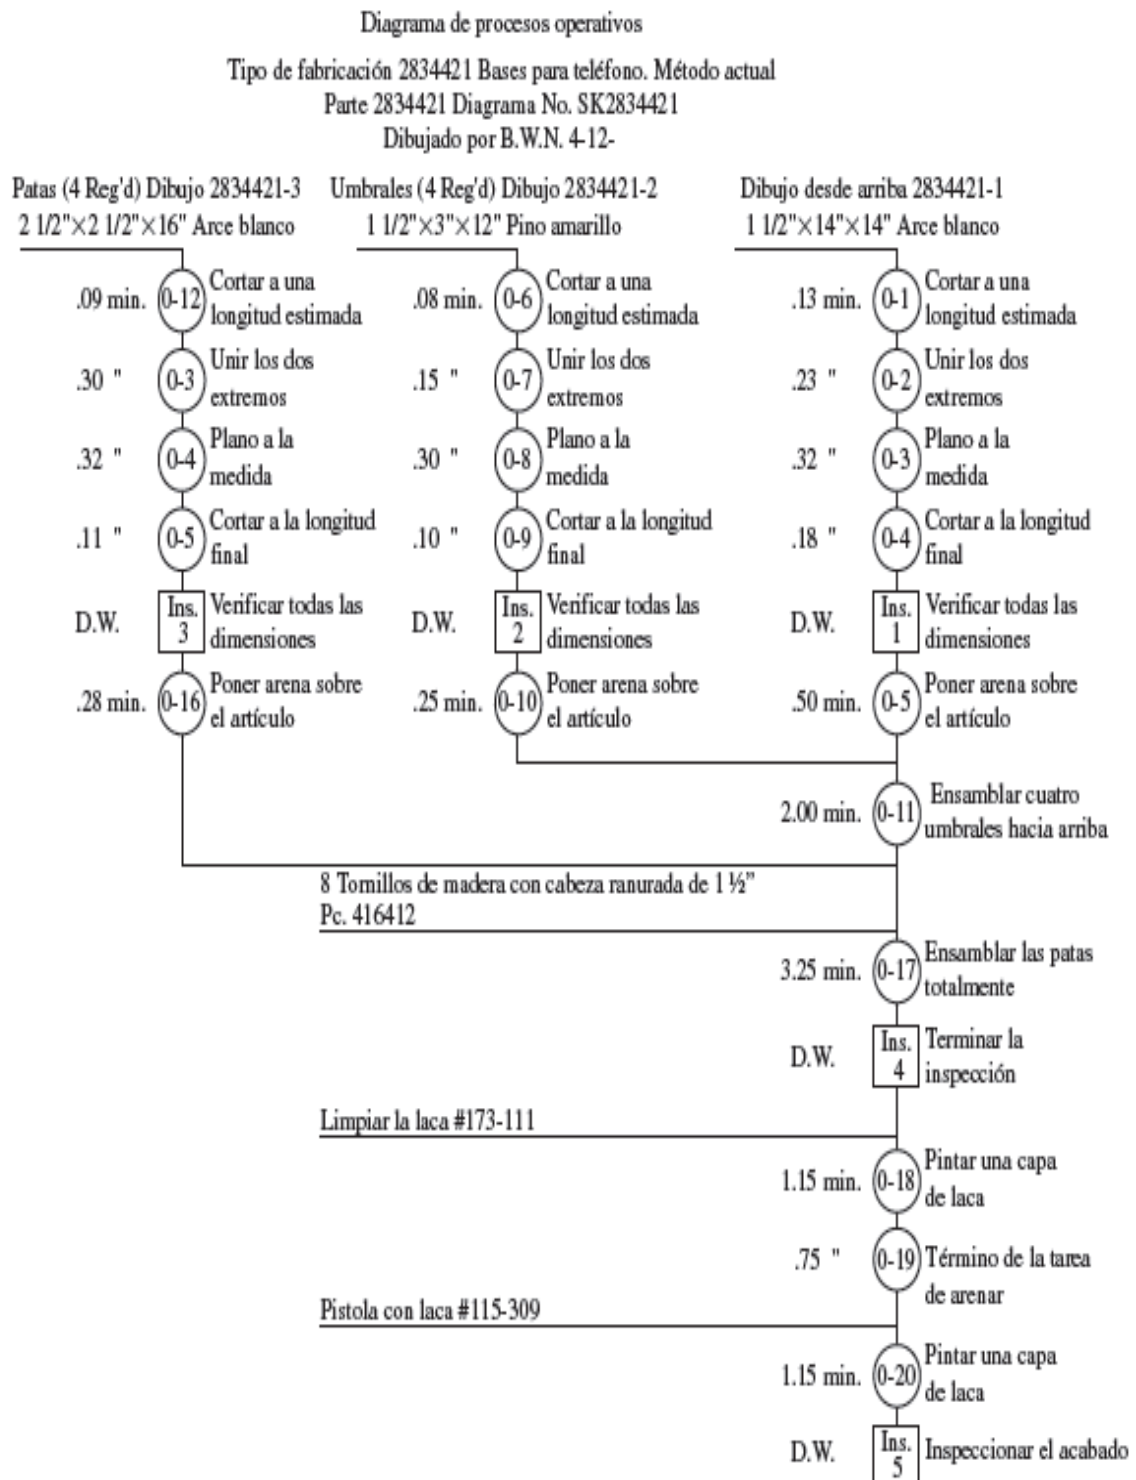 Diagrama de procesos operativos
Tipo de fabricación 2834421 Bases para teléfono. Método actual
Parte 2834421 Diagrama No. SK2834421
Dibujado por B.W.N. 4-12-
Patas (4 Reg'd) Dibujo 2834421-3
2 1/2"×2 1/2"×16" Arce blanco
.09 min. 0-12 Cortar a una
longitud estimada
.30 " 0-3 Unir los dos
extremos
.32 " 0-4 Plano a la
medida
.11 " 0-5 Cortar a la longitud
final
D.W. Ins. 3 Verificar todas las
dimensiones
.28 min. 0-16 Poner arena sobre
el artículo
Umbrales (4 Reg'd) Dibujo 2834421-2
1 1/2"×3"×12" Pino amarillo
.08 min. 0-6 Cortar a una
longitud estimada
.15 " 0-7 Unir los dos
extremos
.30 " 0-8 Plano a la
medida
.10 " 0-9 Cortar a la longitud
final
D.W. Ins. 2 Verificar todas las
dimensiones
.25 min. 0-10 Poner arena sobre
el artículo
Dibujo desde arriba 2834421-1
1 1/2"×14"×14" Arce blanco
.13 min. 0-1 Cortar a una
longitud estimada
.23 " 0-2 Unir los dos
extremos
.32 " 0-3 Plano a la
medida
.18 " 0-4 Cortar a la longitud
final
D.W. Ins. 1 Verificar todas las
dimensiones
.50 min. 0-5 Poner arena sobre
el artículo
2.00 min. 0-11 Ensamblar cuatro
umbrales hacia arriba
8 Tornillos de madera con cabeza ranurada de 1 ½"
Pc. 416412
3.25 min. 0-17 Ensamblar las patas
totalmente
D.W. Ins. 4 Terminar la
inspección
Limpiar la laca #173-111
1.15 min. 0-18 Pintar una capa
de laca
.75 " 0-19 Término de la tarea
de arenar
Pistola con laca #115-309
1.15 min. 0-20 Pintar una capa
de laca
D.W. Ins. 5 Inspeccionar el acabado